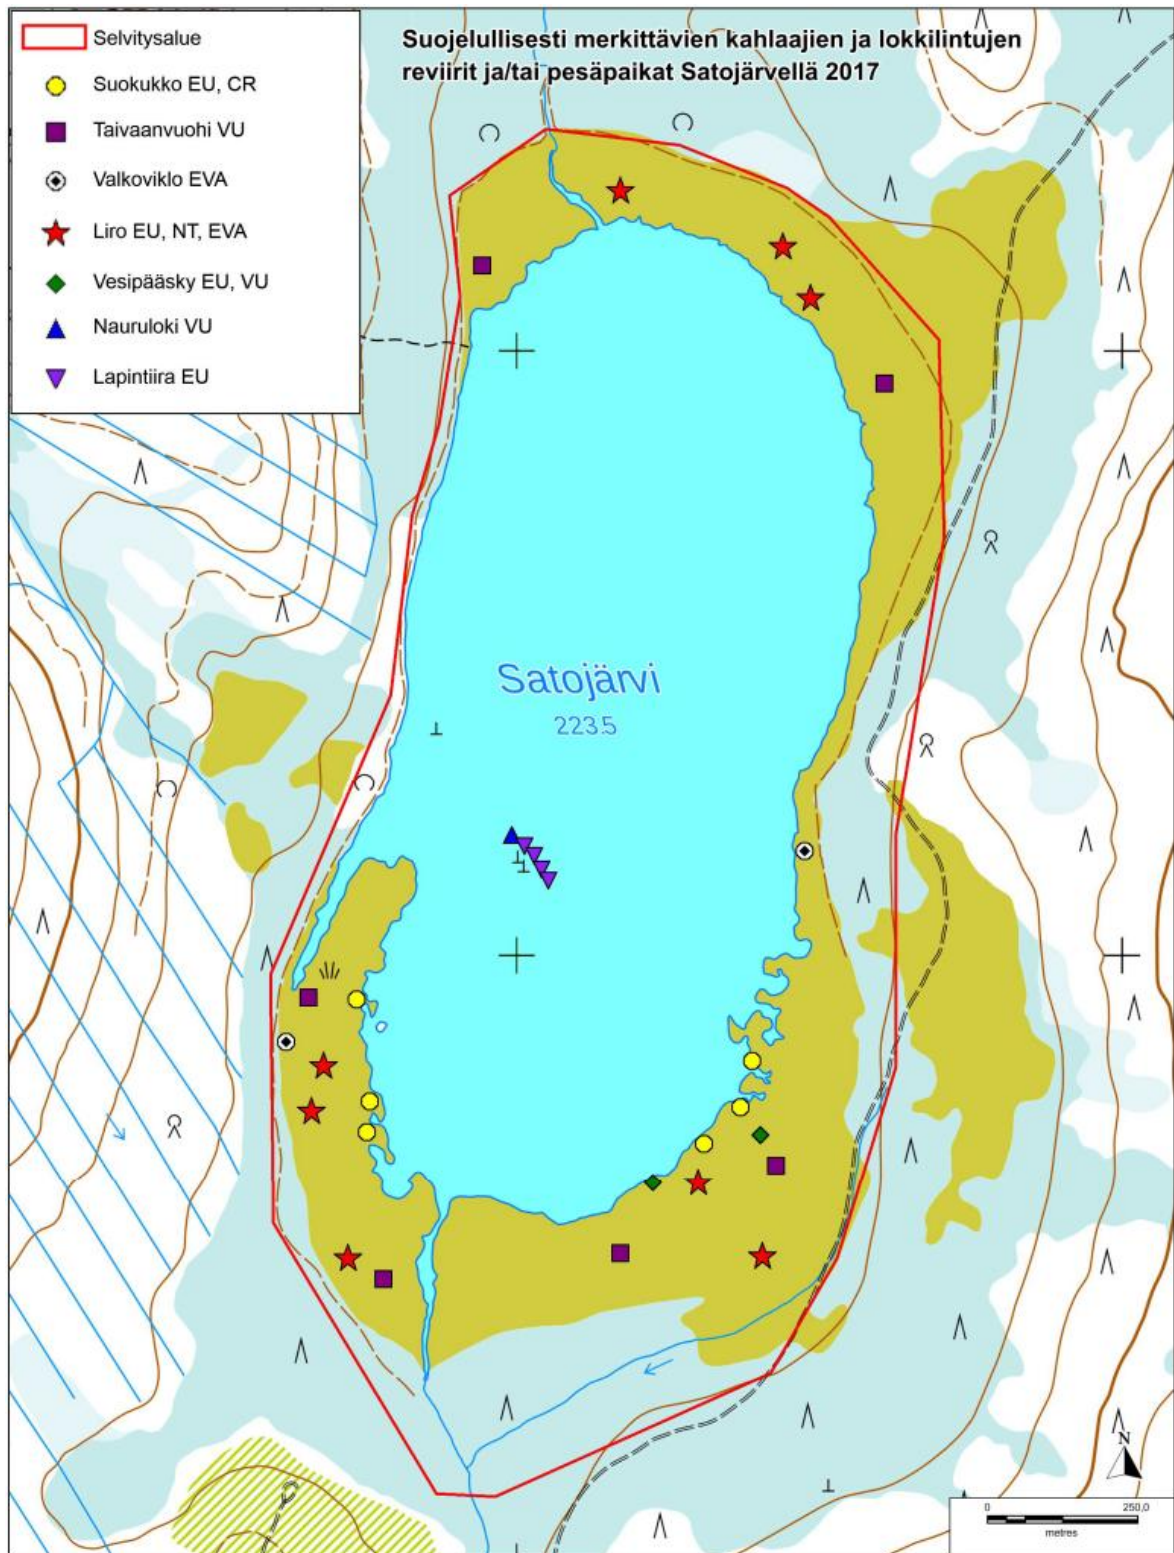 Suojelullisesti merkittävien kahlaajien ja lokkilintujen
reviirit ja/tai pesäpaikat Satojärvellä 2017
Selvitysalue
Suokukko EU, CR
Taivaanvuohi VU
Valkoviklo EVA
Liro EU, NT, EVA
Vesipääsky EU, VU
Nauruloki VU
Lapintiira EU
Satojärvi
223.5
N
0 250,0
metres